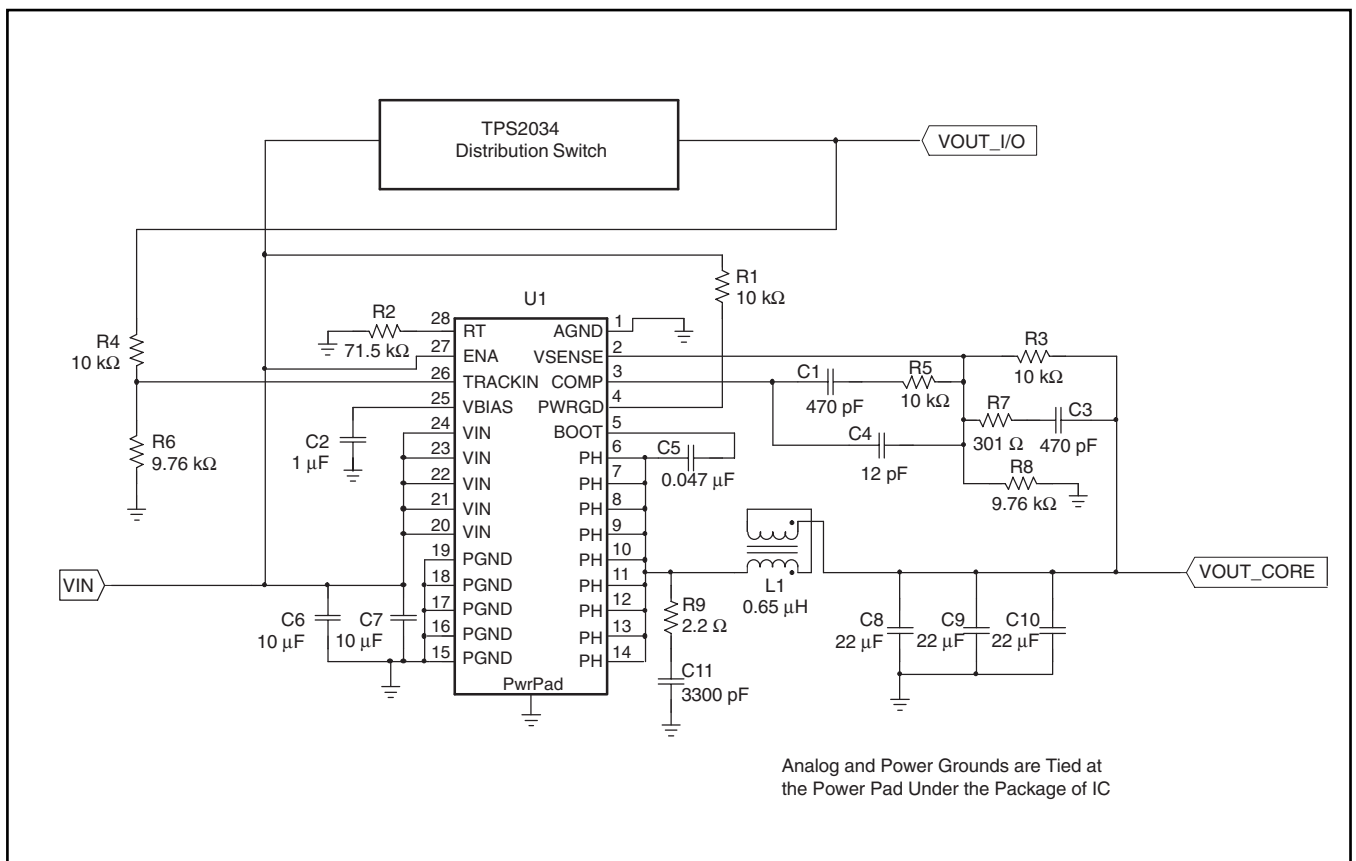 TPS2034
Distribution Switch
VOUT_I/O
R1
10 kΩ
U1
R4
10 kΩ
R2
71.5 kΩ
R6
9.76 kΩ
C2
1 μF
28
RT
27
ENA
26
TRACKIN
25
VBIAS
24
VIN
23
VIN
22
VIN
21
VIN
20
VIN
19
PGND
18
PGND
17
PGND
16
PGND
15
PGND
AGND
1
VSENSE
2
COMP
3
PWRGD
4
BOOT
5
PH
6
PH
7
PH
8
PH
9
PH
10
PH
11
PH
12
PH
13
PH
14
PwrPad
R3
10 kΩ
C1
470 pF
R5
10 kΩ
R7
301 Ω
C3
470 pF
C4
12 pF
R8
9.76 kΩ
C5
0.047 μF
L1
0.65 μH
VIN
C6
10 μF
C7
10 μF
R9
2.2 Ω
C11
3300 pF
C8
22 μF
C9
22 μF
C10
22 μF
VOUT_CORE
Analog and Power Grounds are Tied at
the Power Pad Under the Package of IC